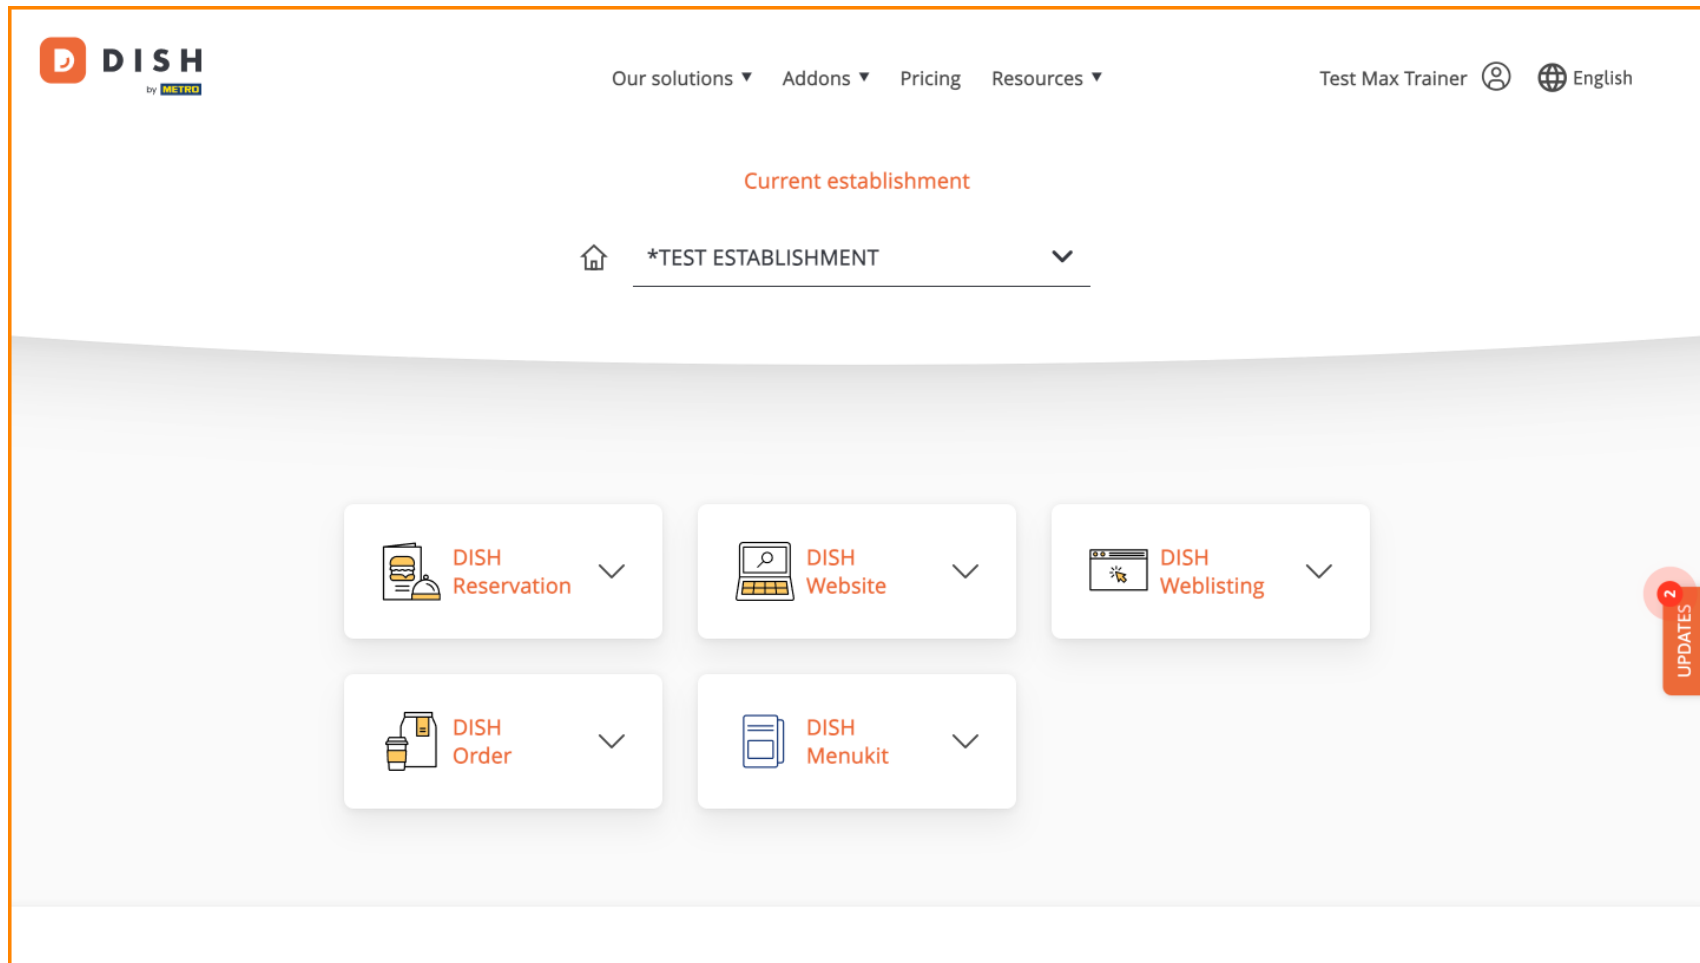 DISH
by METRO
Our solutions ▼ Addons ▼ Pricing Resources ▼ Test Max Trainer English
Current establishment
*TEST ESTABLISHMENT
DISH
Reservation
DISH
Website
DISH
Weblisting
2
UPDATES
DISH
Order
DISH
Menukit